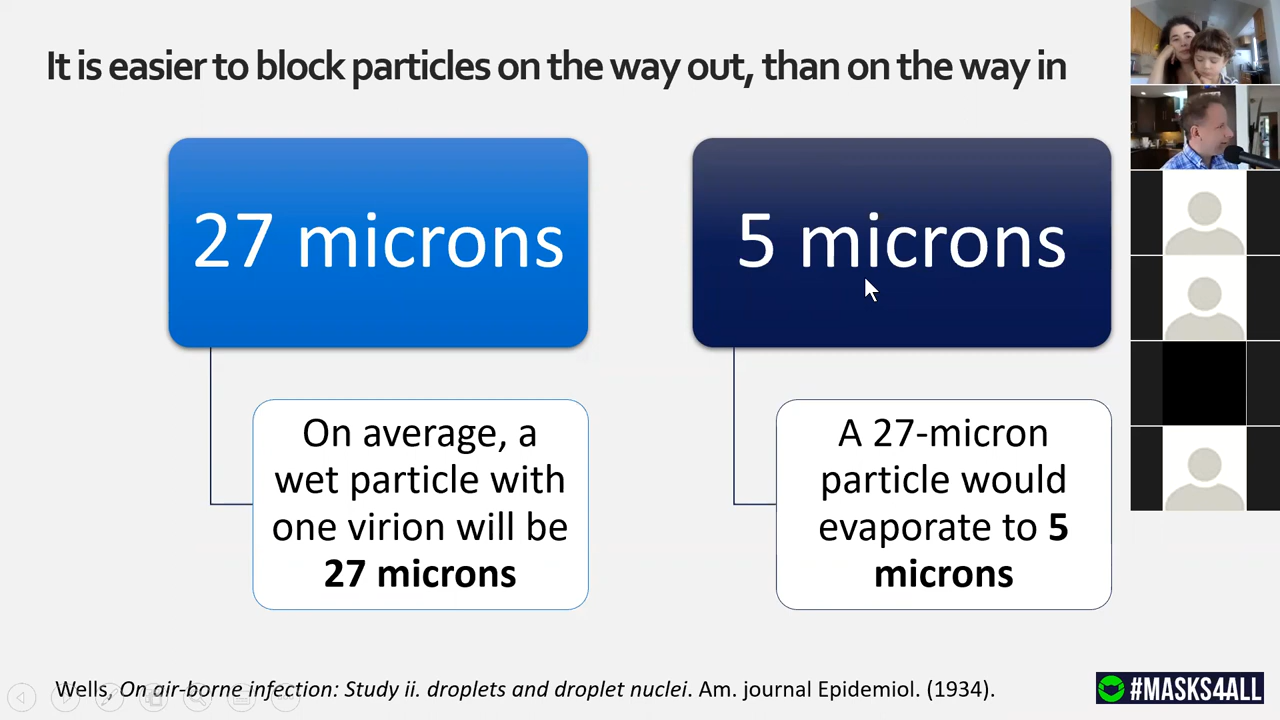 It is easier to block particles on the way out, than on the way in
27 microns
On average, a
wet particle with
one virion will be
27 microns
5 microns
A 27-micron
particle would
evaporate to 5
microns
Wells, On air-borne infection: Study ii. droplets and droplet nuclei. Am. journal Epidemiol. (1934).
#MASKS4ALL